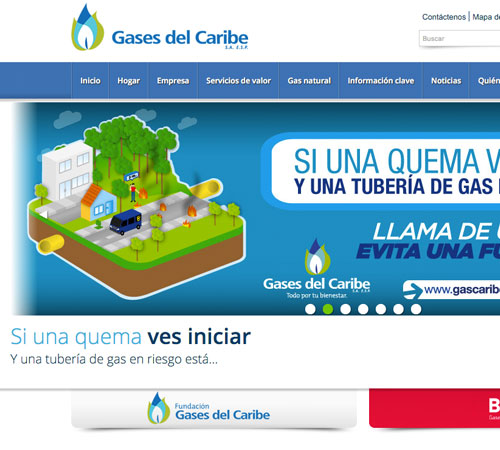 Contáctenos | Mapa de
Gases del Caribe
S.A. E.S.P.
Buscar
Inicio Hogar Empresa Servicios de valor Gas natural Información clave Noticias Quién
SI UNA QUEMA V
Y UNA TUBERÍA DE GAS
LLAMA DE
EVITA UNA FU
Gases del Caribe
S.A. E.S.P.
Todo por tu bienestar.
www.gascaribe
Si una quema ves iniciar
Y una tubería de gas en riesgo está...
Fundación
Gases del Caribe
B
Gase